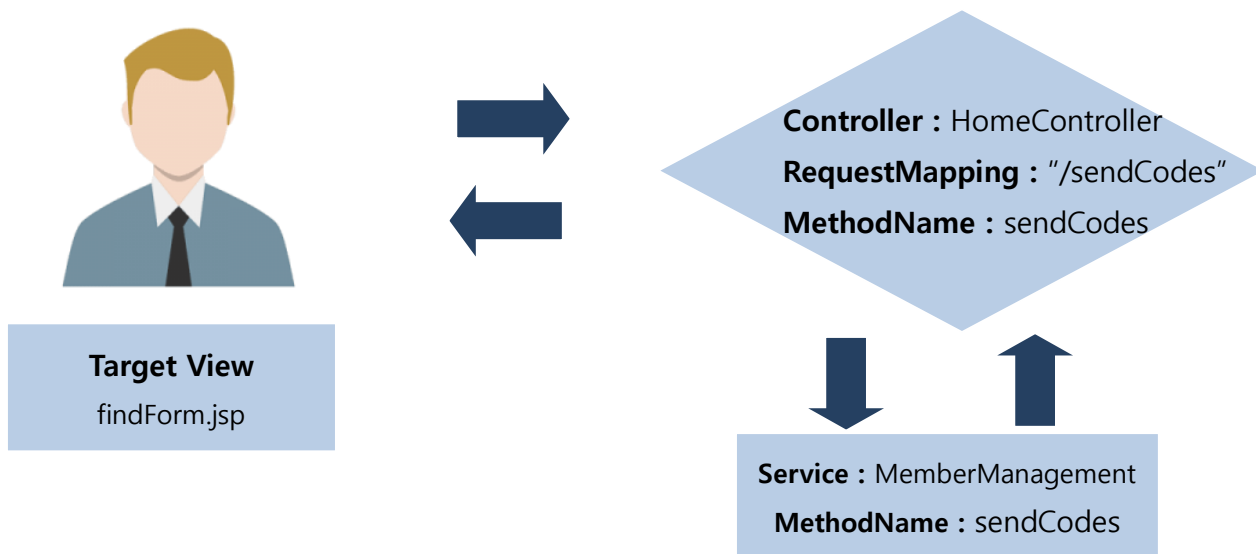 Controller : HomeController
RequestMapping : “/sendCodes”
MethodName : sendCodes
Target View
findForm.jsp
Service : MemberManagement
MethodName : sendCodes